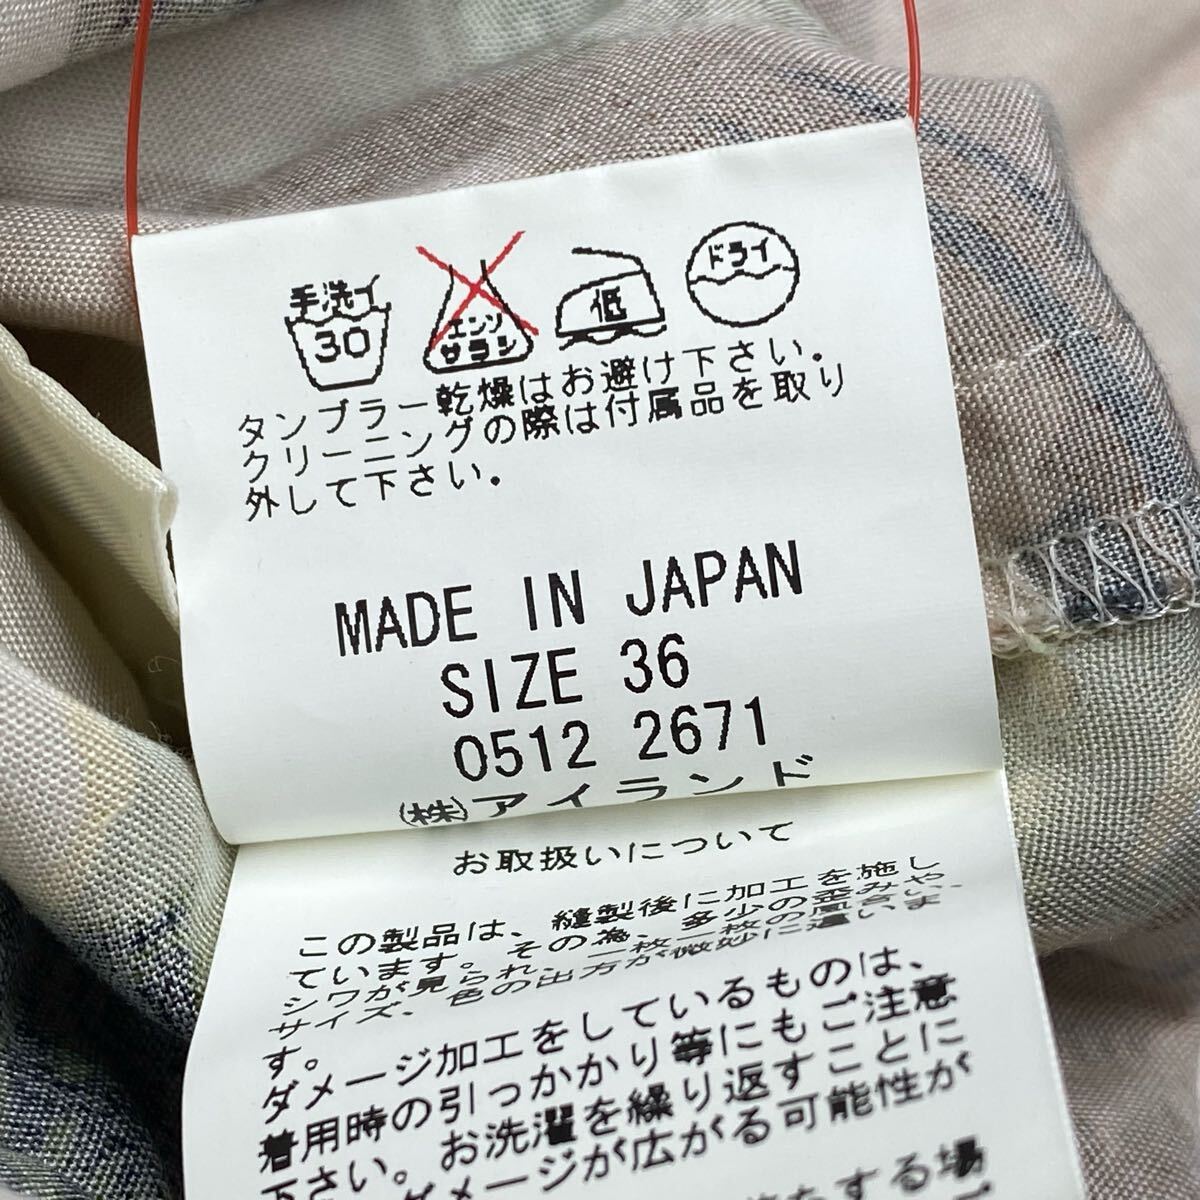 手洗イ
30
エンソ
サラシ
低
ドライ
タンブラー乾燥はお避け下さい.
クリーニングの際は付属品を取り
外して下さい.
MADE IN JAPAN
SIZE 36
0512 2671
(株)アイランド
お取扱いについて
この製品は、縫製後に加工を施し
ています。その為、多少の歪みや
シワが見られ、一枚一枚の風合い、
サイズ、色の出方が微妙に違いま
す。
ダメージ加工をしているものは、
着用時の引っかかり等にもご注意
下さい。お洗濯を繰り返すことに
ダメージが広がる可能性が
する場